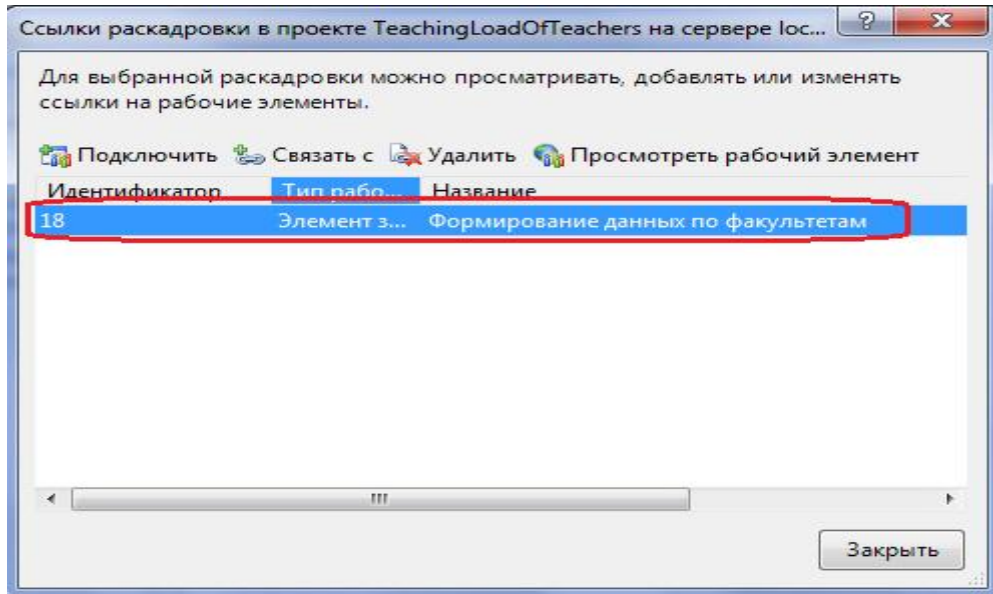 Ссылки раскадровки в проекте TeachingLoadOfTeachers на сервере loc...
Для выбранной раскадровки можно просматривать, добавлять или изменять
ссылки на рабочие элементы.
Подключить Связать с Удалить Просмотреть рабочий элемент
Идентификатор Тип рабо... Название
18 Элемент з... Формирование данных по факультетам
Закрыть